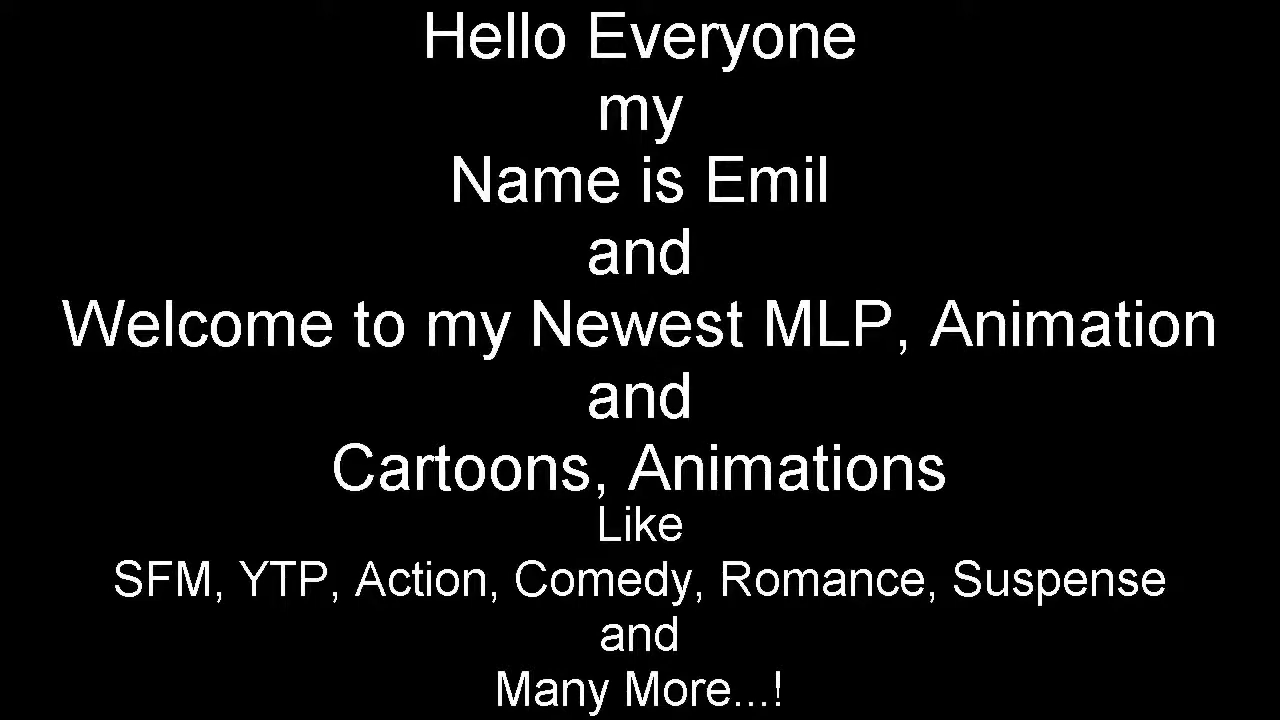 Hello Everyone
my
Name is Emil
and
Welcome to my Newest MLP, Animation
and
Cartoons, Animations
Like
SFM, YTP, Action, Comedy, Romance, Suspense
and
Many More...!